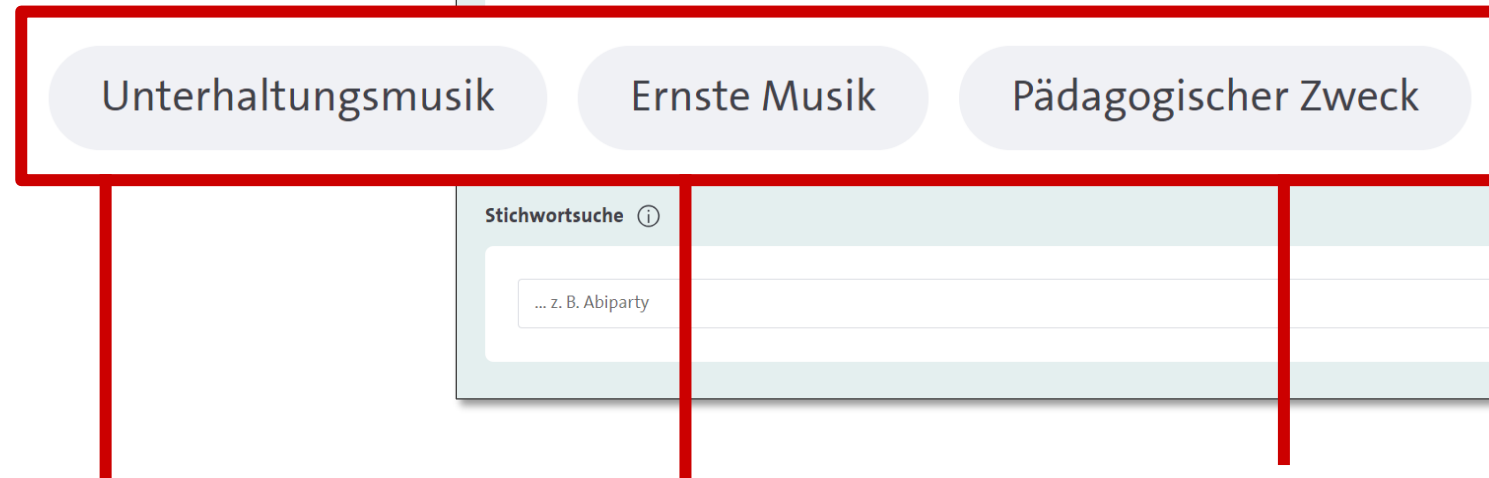 Unterhaltungsmusik Ernste Musik Pädagogischer Zweck
Stichwortsuche
... z. B. Abiparty